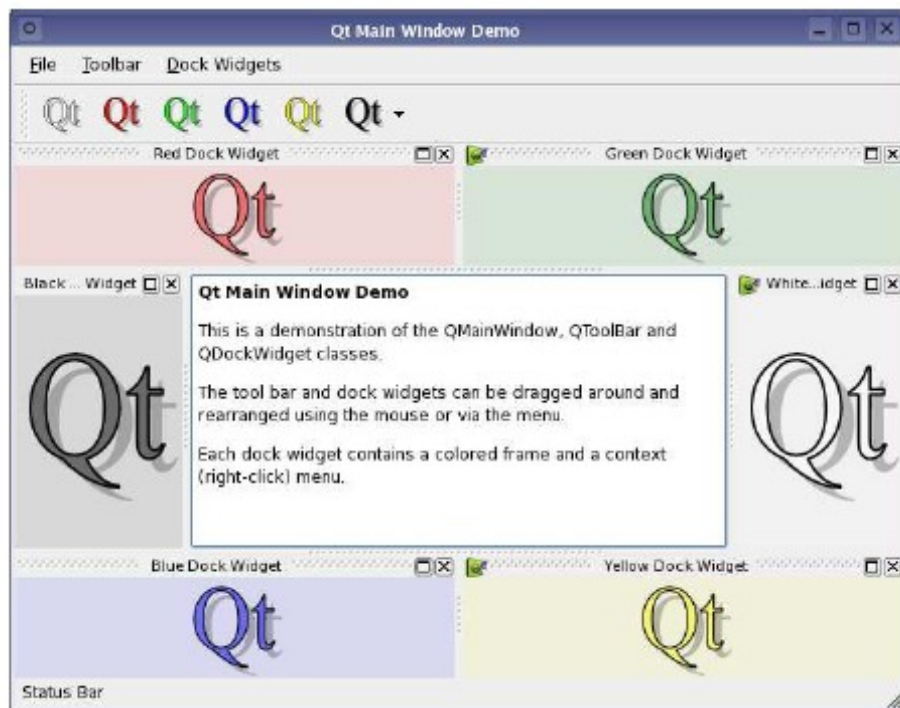 Qt Main Window Demo
File Toolbar Dock Widgets
Qt Qt Qt Qt Qt Qt
Red Dock Widget
Green Dock Widget
Qt
Qt
Black ... Widget
White...idget
Qt
Qt Main Window Demo
This is a demonstration of the QMainWindow, QToolBar and
QDockWidget classes.
The tool bar and dock widgets can be dragged around and
rearranged using the mouse or via the menu.
Each dock widget contains a colored frame and a context
(right-click) menu.
Qt
Blue Dock Widget
Yellow Dock Widget
Qt
Qt
Status Bar